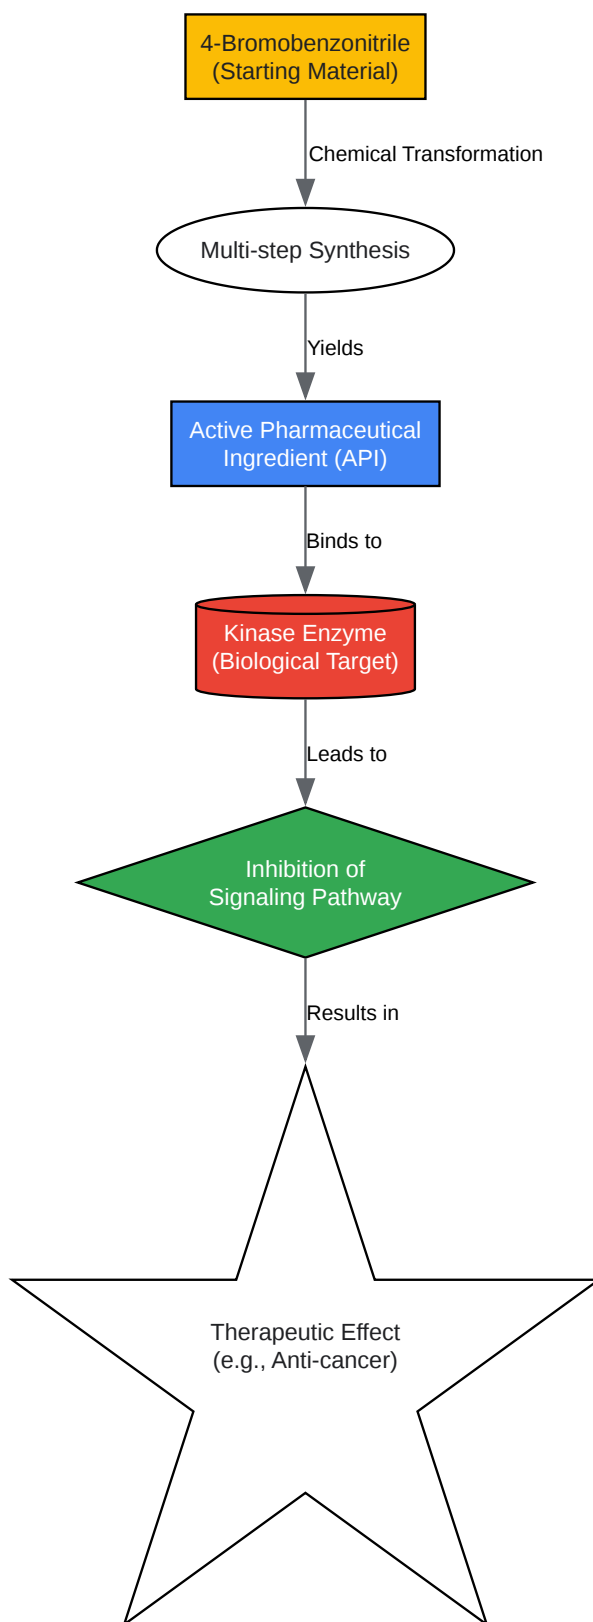 4-Bromobenzonitrile
(Starting Material)
Chemical Transformation
Multi-step Synthesis
Yields
Active Pharmaceutical
Ingredient (API)
Binds to
Kinase Enzyme
(Biological Target)
Leads to
Inhibition of
Signaling Pathway
Results in
Therapeutic Effect
(e.g., Anti-cancer)